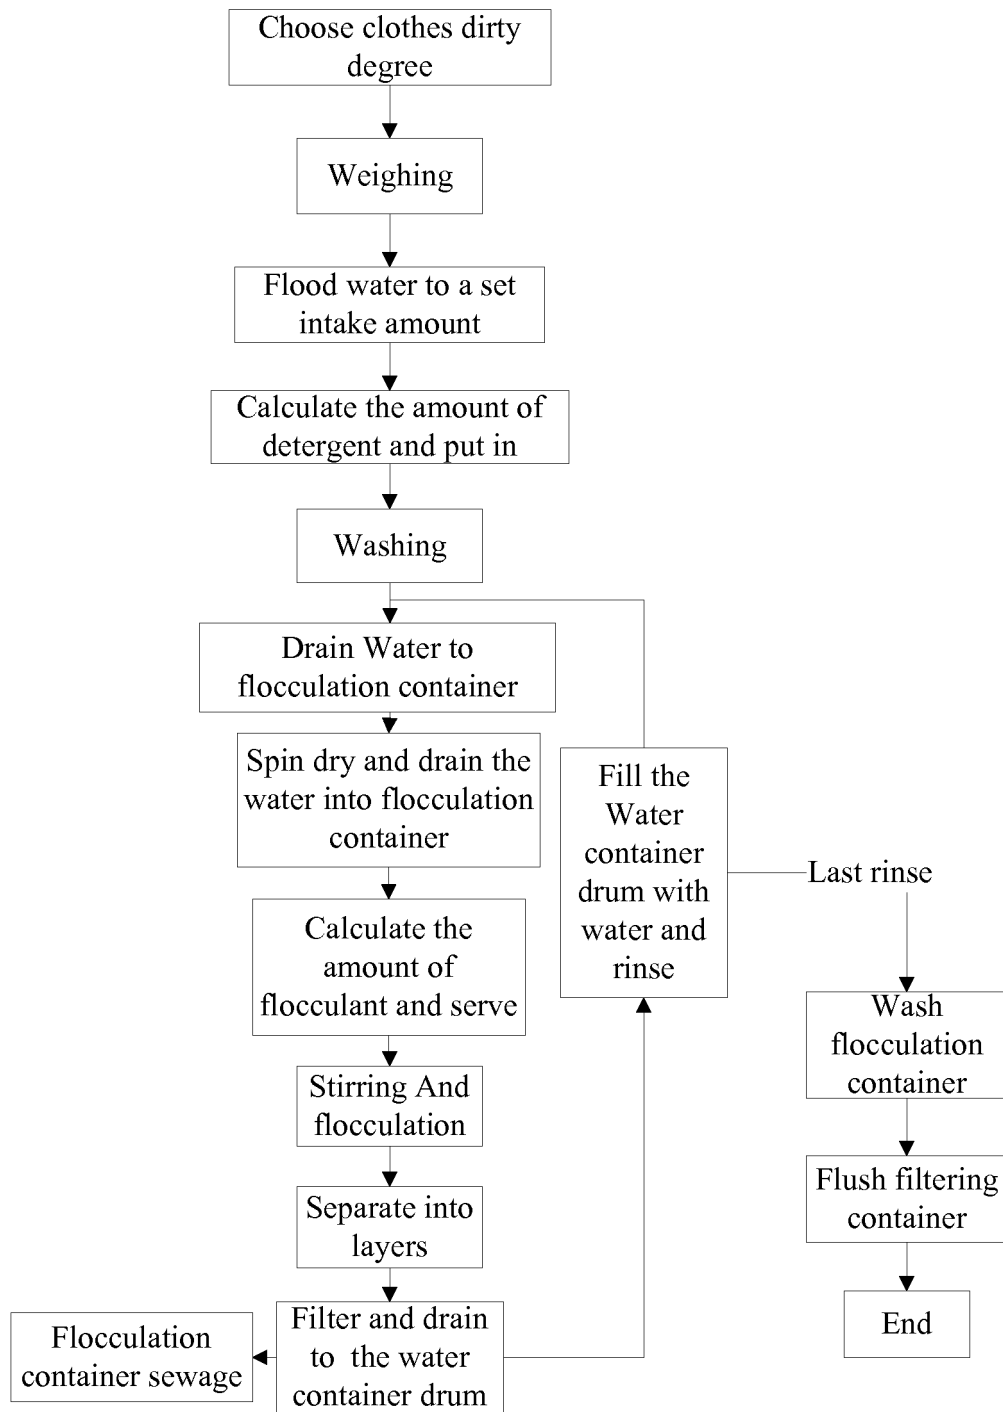 Choose clothes dirty
degree
Weighing
Flood water to a set
intake amount
Calculate the amount of
detergent and put in
Washing
Drain Water to
flocculation container
Spin dry and drain the
water into flocculation
container
Calculate the
amount of
flocculant and serve
Stirring And
flocculation
Separate into
layers
Filter and drain
to the water
container drum
Flocculation
container sewage
Fill the
Water
container
drum with
water and
rinse
Last rinse
Wash
flocculation
container
Flush filtering
container
End